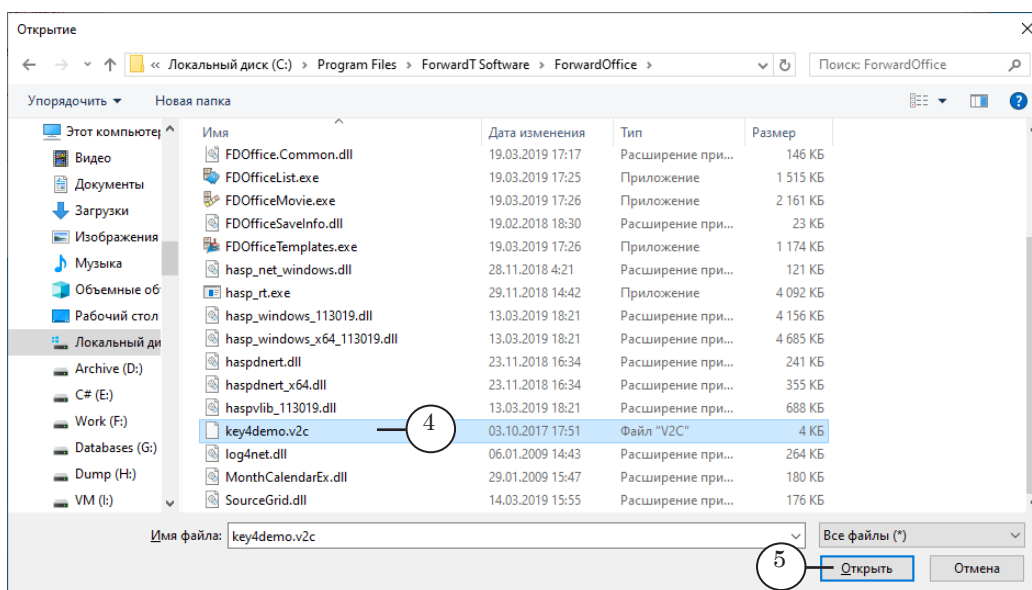 Открытие
« Локальный диск (C:) › Program Files › ForwardT Software › ForwardOffice ›
Поиск: ForwardOffice
Упорядочить Новая папка
Этот компьютер
Видео
Документы
Загрузки
Изображения
Музыка
Объемные об
Рабочий стол
Локальный ди
Archive (D:)
C# (E:)
Work (F:)
Databases (G:)
Dump (H:)
VM (I:)
Имя Дата изменения Тип Размер
FDOffice.Common.dll 19.03.2019 17:17 Расширение при... 146 КБ
FDOfficeList.exe 19.03.2019 17:25 Приложение 1 515 КБ
FDOfficeMovie.exe 19.03.2019 17:26 Приложение 2 161 КБ
FDOfficeSaveInfo.dll 19.02.2018 18:30 Расширение при... 23 КБ
FDOfficeTemplates.exe 19.03.2019 17:26 Приложение 1 174 КБ
hasp_net_windows.dll 28.11.2018 4:21 Расширение при... 121 КБ
hasp_rt.exe 29.11.2018 14:42 Приложение 4 092 КБ
hasp_windows_113019.dll 13.03.2019 18:21 Расширение при... 4 156 КБ
hasp_windows_x64_113019.dll 13.03.2019 18:21 Расширение при... 4 685 КБ
haspdnert.dll 23.11.2018 16:34 Расширение при... 241 КБ
haspdnert_x64.dll 23.11.2018 16:34 Расширение при... 355 КБ
haspvlib_113019.dll 13.03.2019 18:21 Расширение при... 688 КБ
key4demo.v2c 4 03.10.2017 17:51 Файл "V2C" 4 КБ
log4net.dll 06.01.2009 14:43 Расширение при... 264 КБ
MonthCalendarEx.dll 29.01.2009 15:47 Расширение при... 180 КБ
SourceGrid.dll 14.03.2019 15:55 Расширение при... 176 КБ
Имя файла: key4demo.v2c Все файлы (*)
5 Открыть Отмена